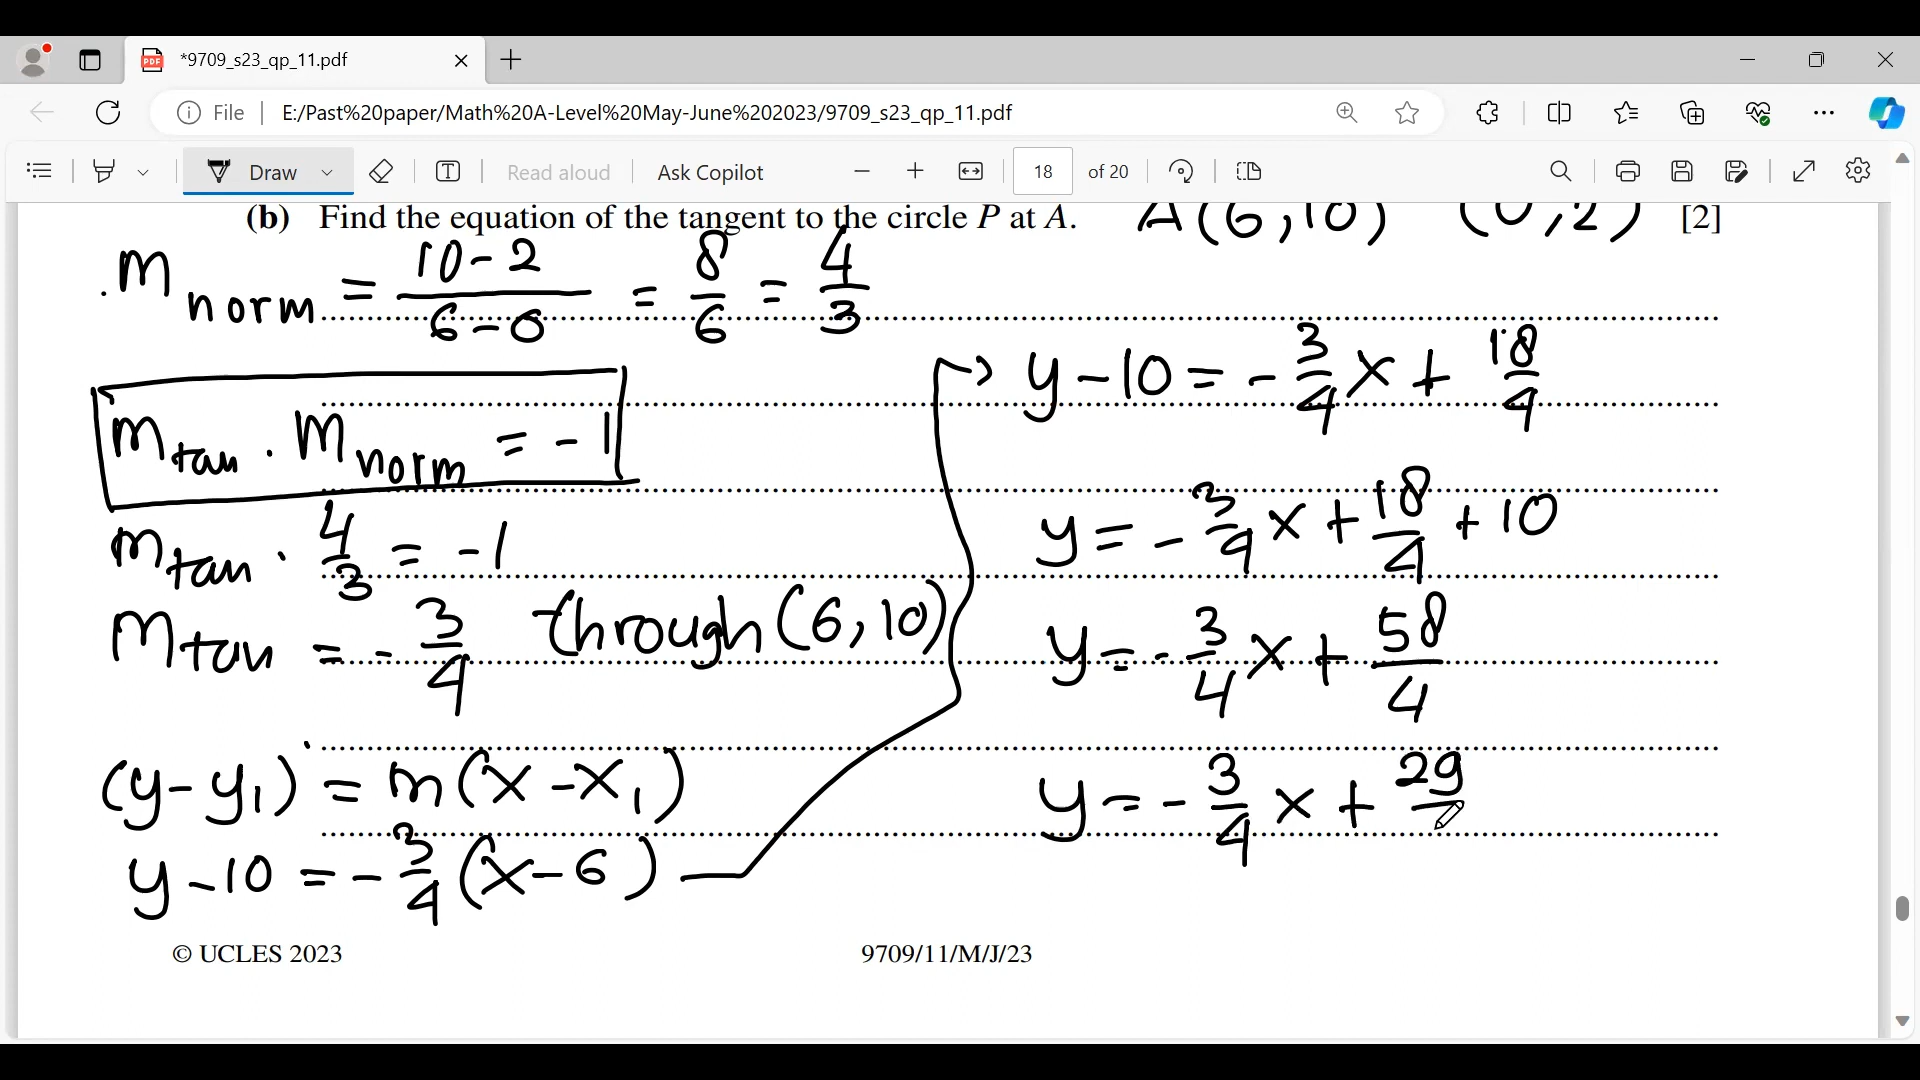 *9709_s23_qp_11.pdf
File E:/Past%20paper/Math%20A-Level%20May-June%202023/9709_s23_qp_11.pdf
Draw Read aloud Ask Copilot 18 of 20
(b) Find the equation of the tangent to the circle P at A. A(6,10) (0,2) [2]
m norm = 10-2/6-0 = 8/6 = 4/3
m tan . m norm = -1
m tan . 4/3 = -1
m tan = -3/4 through (6,10)
(y-y₁) = m(x-x₁)
y-10 = -3/4(x-6)
y-10 = -3/4x + 18/4
y = -3/4x + 18/4 + 10
y = -3/4x + 58/4
y = -3/4x + 29/
© UCLES 2023 9709/11/M/J/23